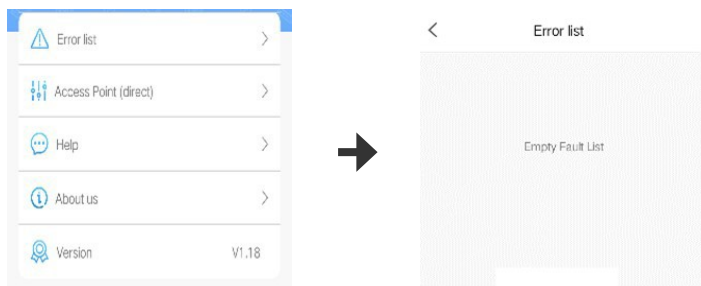 Error list
Access Point (direct)
Help
About us
Version V1.18
Error list
Empty Fault List